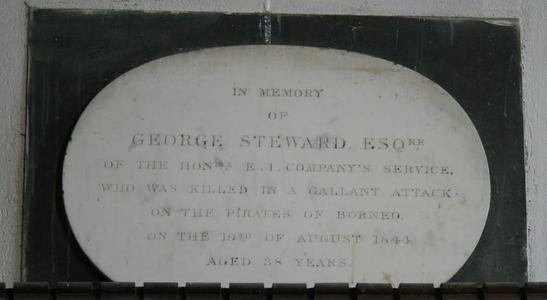 IN MEMORY
OF
GEORGE STEWARD, ESQRE
OF THE HONBLE E. I. COMPANY'S SERVICE,
WHO WAS KILLED IN A GALLANT ATTACK
ON THE PIRATES OF BORNEO,
ON THE 19TH OF AUGUST 1844,
AGED 38 YEARS.